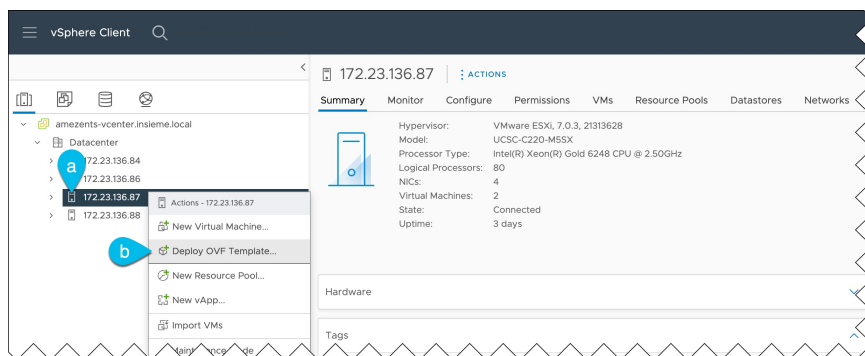 vSphere Client
172.23.136.87
ACTIONS
Summary Monitor Configure Permissions VMs Resource Pools Datastores Networks
amezents-vcenter.insieme.local
Datacenter
172.23.136.84
172.23.136.86
172.23.136.87
172.23.136.88
a
b
Actions - 172.23.136.87
New Virtual Machine...
Deploy OVF Template...
New Resource Pool...
New vApp...
Import VMs
Hypervisor: VMware ESXi, 7.0.3, 21313628
Model: UCSC-C220-M5SX
Processor Type: Intel(R) Xeon(R) Gold 6248 CPU @ 2.50GHz
Logical Processors: 80
NICs: 4
Virtual Machines: 2
State: Connected
Uptime: 3 days
Hardware
Tags